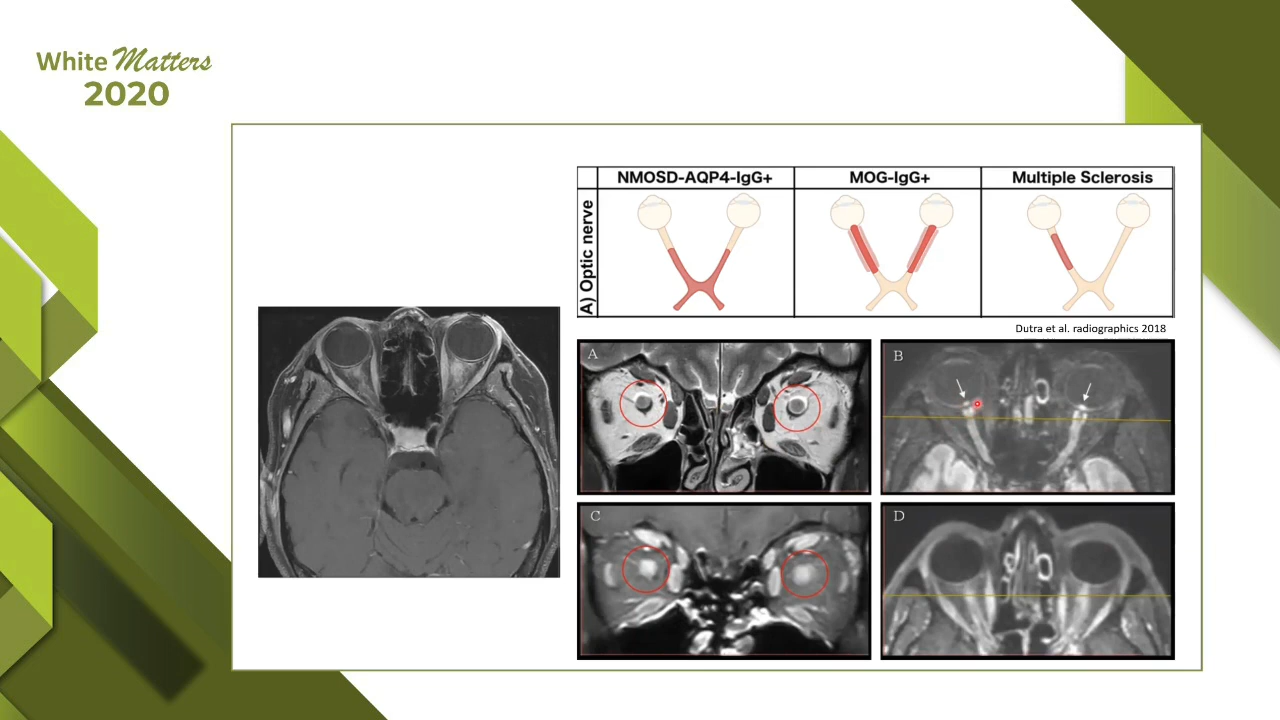 White Matters
2020
NMOSD-AQP4-IgG+
MOG-IgG+
Multiple Sclerosis
A) Optic nerve
Dutra et al. radiographics 2018
A
B
C
D